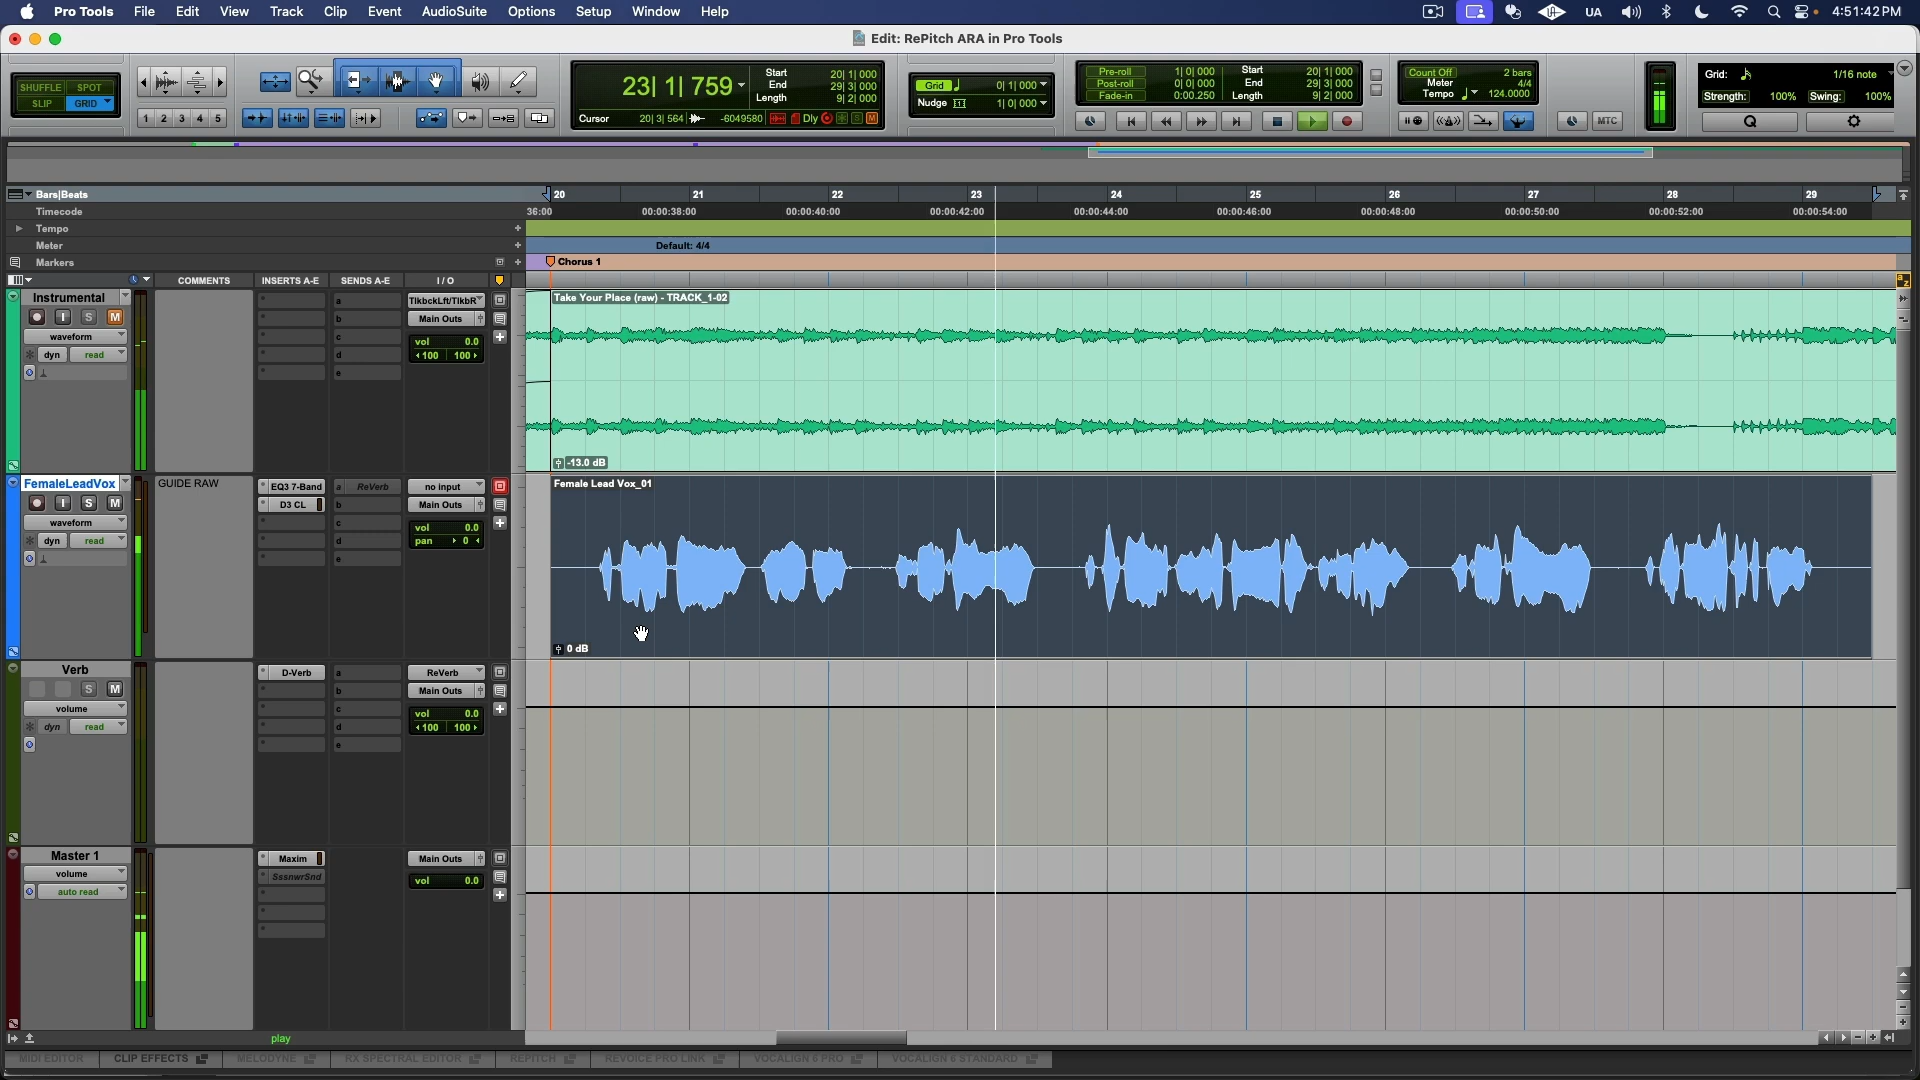 Pro Tools File Edit View Track Clip Event AudioSuite Options Setup Window Help UA 4:51:42 PM
Edit: RePitch ARA in Pro Tools
SHUFFLE SPOT
SLIP GRID
1 2 3 4 5
23| 1| 759
Start 20| 1| 000
End 29| 3| 000
Length 9| 2| 000
Cursor 20| 3| 564 -6049580 Dly S M
Grid 0| 1| 000
Nudge 1| 0| 000
Pre-roll 1| 0| 000 Start 20| 1| 000
Post-roll 0| 0| 000 End 29| 3| 000
Fade-in 0:00.250 Length 9| 2| 000
Count Off 2 bars
Meter 4/4
Tempo 124.0000
MTC
Grid: 1/16 note
Strength: 100% Swing: 100%
Q
Bars|Beats 20 21 22 23 24 25 26 27 28 29
Timecode 36:00 00:00:38:00 00:00:40:00 00:00:42:00 00:00:44:00 00:00:46:00 00:00:48:00 00:00:50:00 00:00:52:00 00:00:54:00
Tempo
Meter Default: 4/4
Markers Chorus 1
COMMENTS INSERTS A-E SENDS A-E I / O
a z
Instrumental a TlkbckLft/TlkbR Take Your Place (raw) - TRACK_1-02
I S M b Main Outs
waveform c vol 0.0
dyn read d 100 100
e
-13.0 dB
FemaleLeadVox GUIDE RAW EQ3 7-Band a ReVerb no input Female Lead Vox_01
I S M D3 CL b Main Outs
waveform c vol 0.0
dyn read d pan 0
e
0 dB
Verb D-Verb a ReVerb
S M b Main Outs
volume c vol 0.0
dyn read d 100 100
e
Master 1 Maxim Main Outs
volume SssnwrSnd vol 0.0
auto read
play
MIDI EDITOR CLIP EFFECTS MELODYNE RX SPECTRAL EDITOR REPITCH REVOICE PRO LINK VOCALIGN 6 PRO VOCALIGN 6 STANDARD